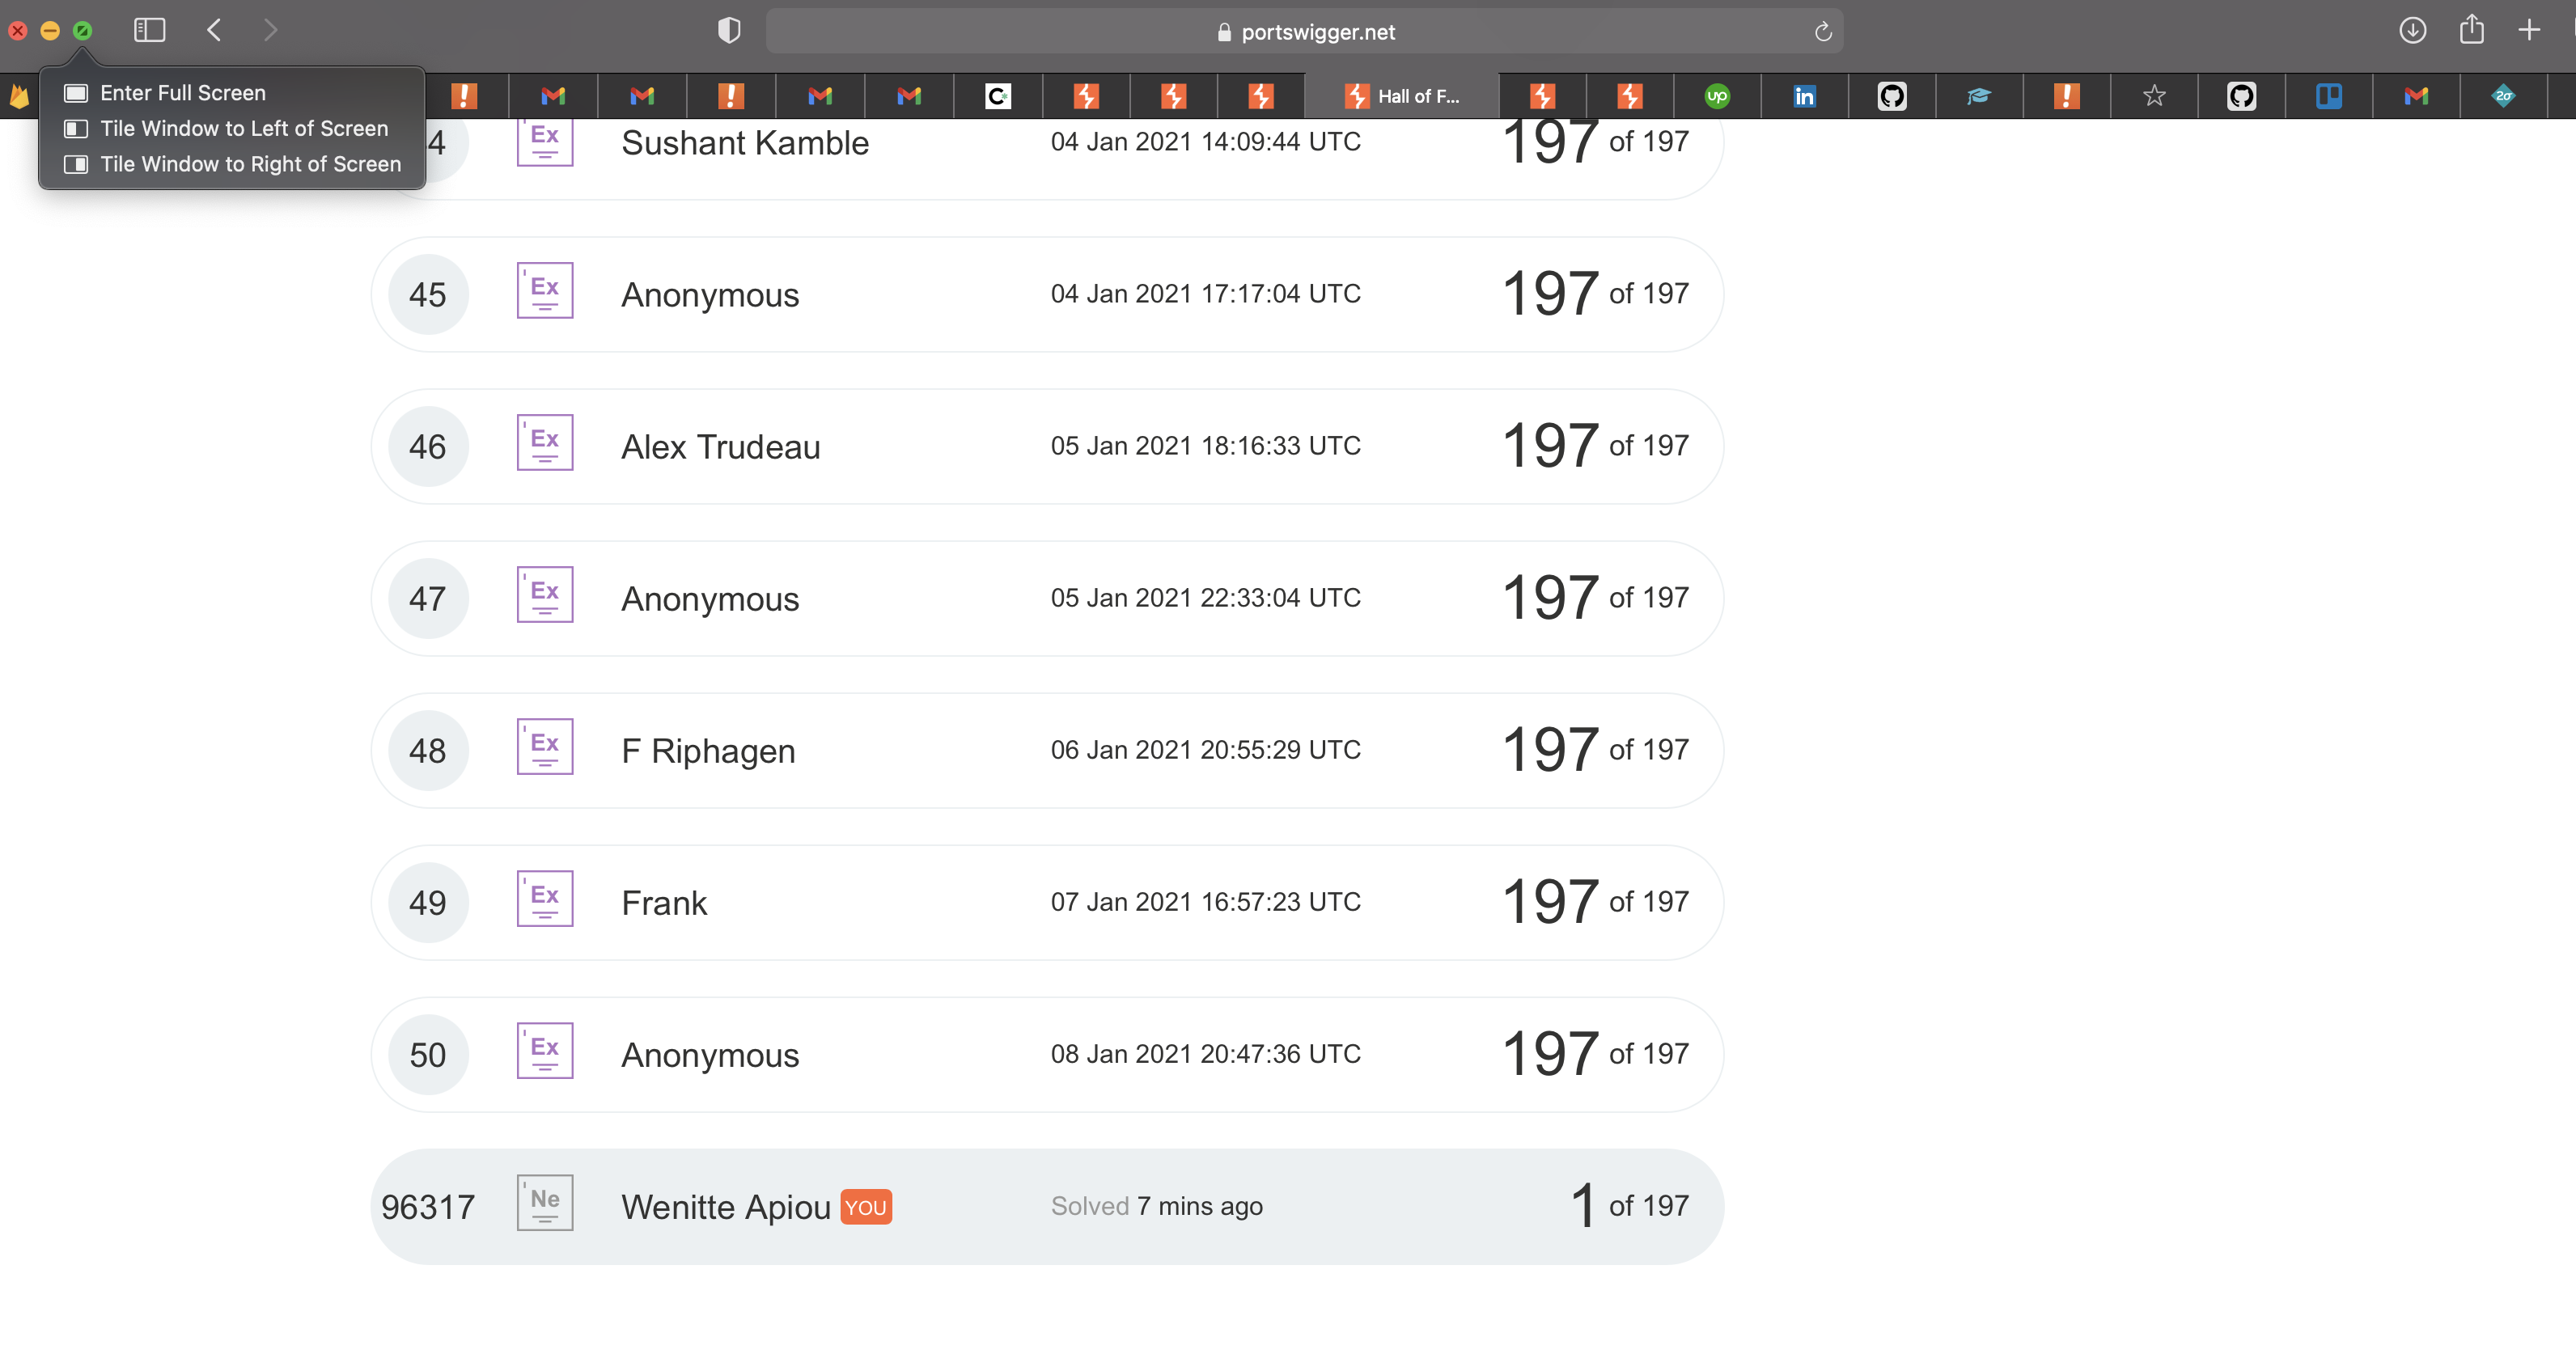 portswigger.net
Enter Full Screen
Tile Window to Left of Screen
Tile Window to Right of Screen
! ! C* Hall of F... up in ! 2σ
4 Ex Sushant Kamble 04 Jan 2021 14:09:44 UTC 197 of 197
45 Ex Anonymous 04 Jan 2021 17:17:04 UTC 197 of 197
46 Ex Alex Trudeau 05 Jan 2021 18:16:33 UTC 197 of 197
47 Ex Anonymous 05 Jan 2021 22:33:04 UTC 197 of 197
48 Ex F Riphagen 06 Jan 2021 20:55:29 UTC 197 of 197
49 Ex Frank 07 Jan 2021 16:57:23 UTC 197 of 197
50 Ex Anonymous 08 Jan 2021 20:47:36 UTC 197 of 197
96317 Ne Wenitte Apiou YOU Solved 7 mins ago 1 of 197